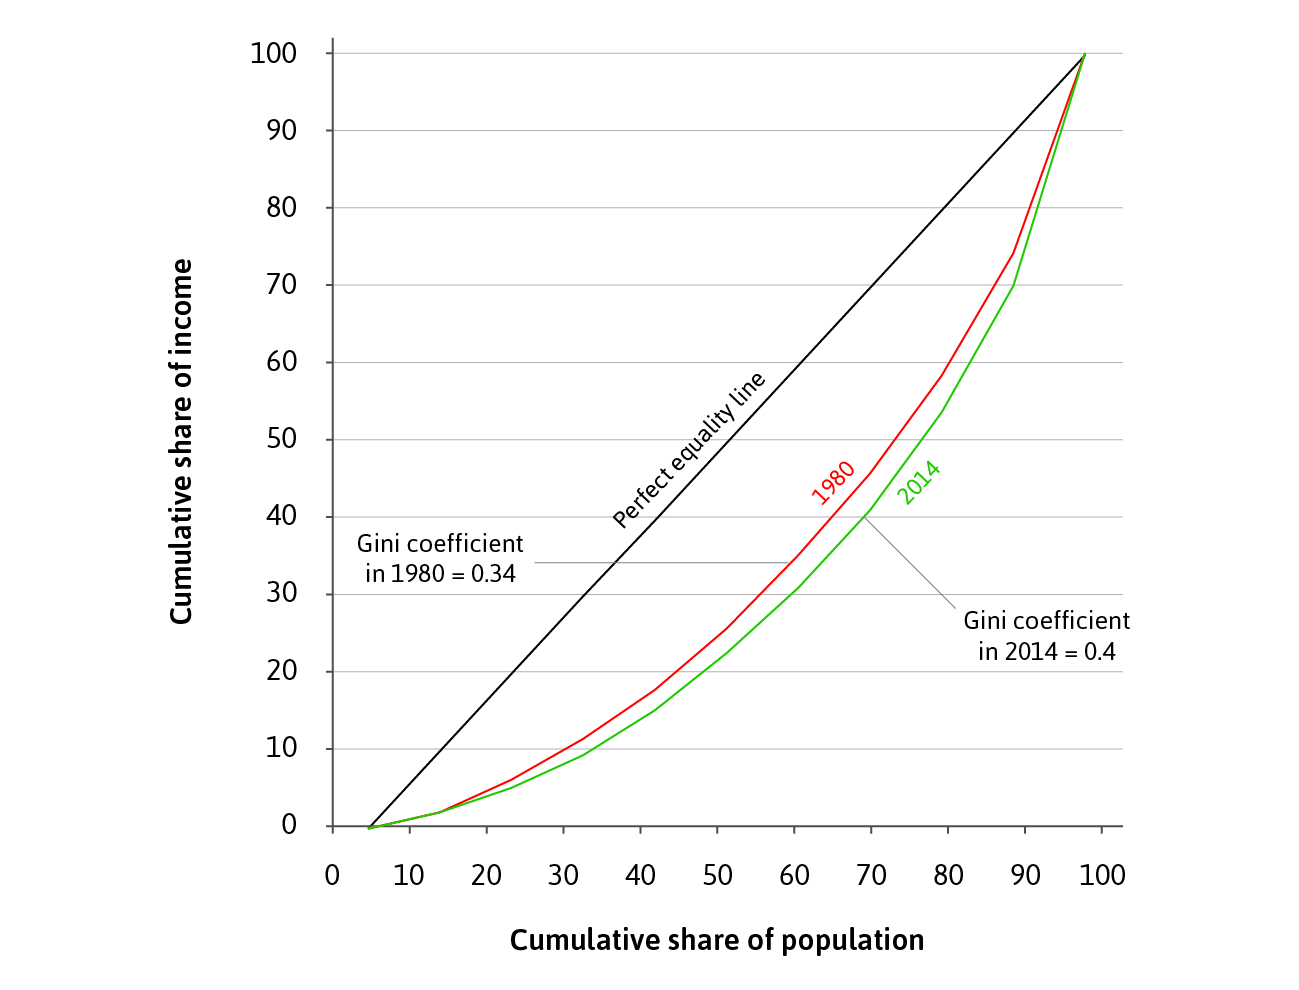 100
90
80
70
60
50
40
30
20
10
0
Cumulative share of income
Perfect equality line
1980
2014
Gini coefficient
in 1980 = 0.34
Gini coefficient
in 2014 = 0.4
0 10 20 30 40 50 60 70 80 90 100
Cumulative share of population